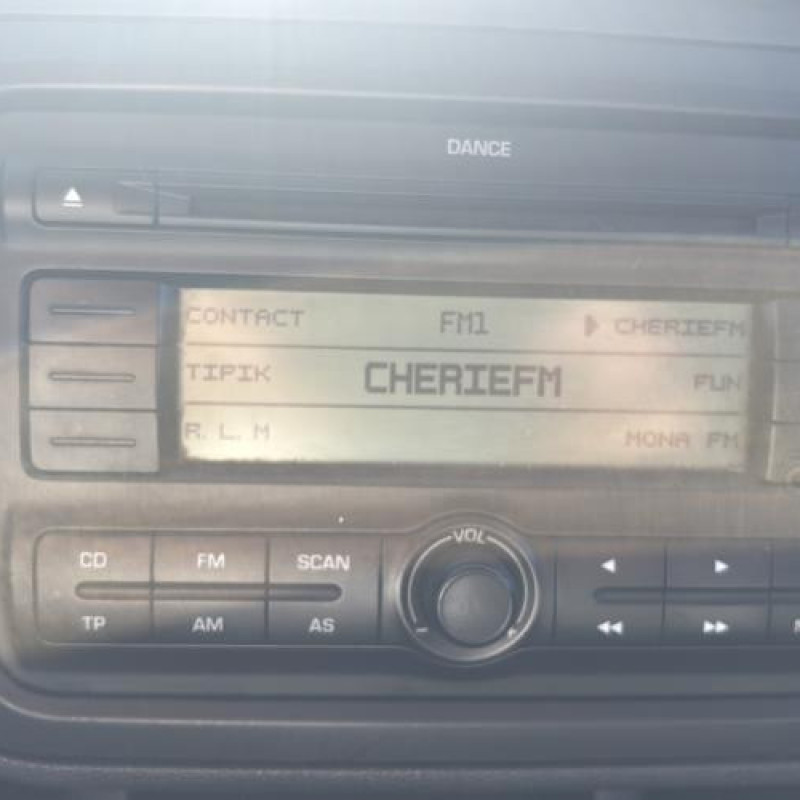 DANCE
CONTACT FM1 CHERIEFM
TIPIK CHERIEFM FUN
R. L. M MONA FM
VOL
CD FM SCAN
TP AM AS